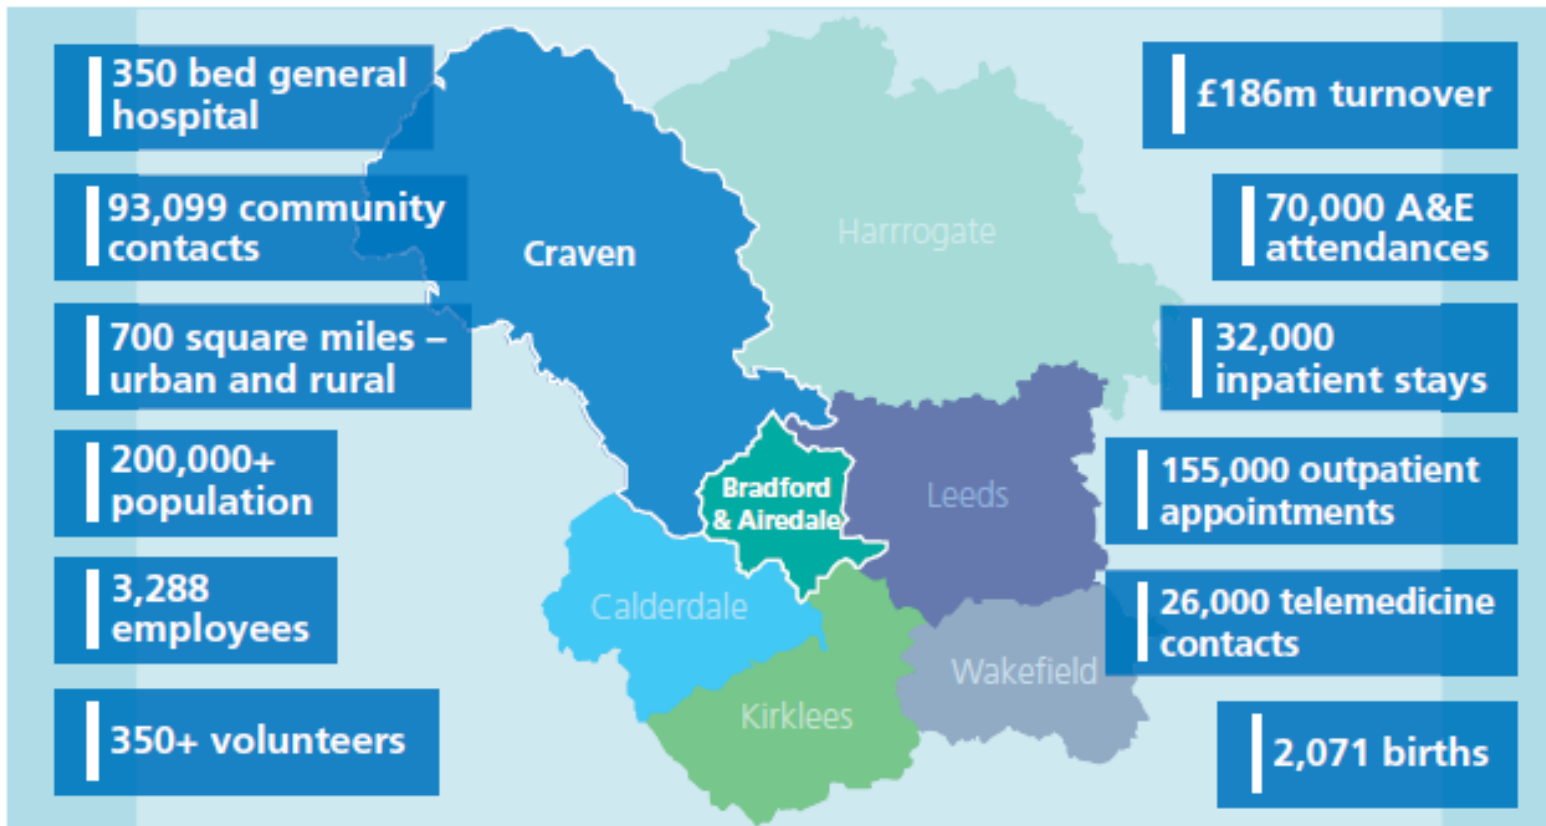 350 bed general
hospital
93,099 community
contacts
700 square miles –
urban and rural
200,000+
population
3,288
employees
350+ volunteers
Craven
Harrrogate
Bradford
& Airedale
Leeds
Calderdale
Wakefield
Kirklees
£186m turnover
70,000 A&E
attendances
32,000
inpatient stays
155,000 outpatient
appointments
26,000 telemedicine
contacts
2,071 births